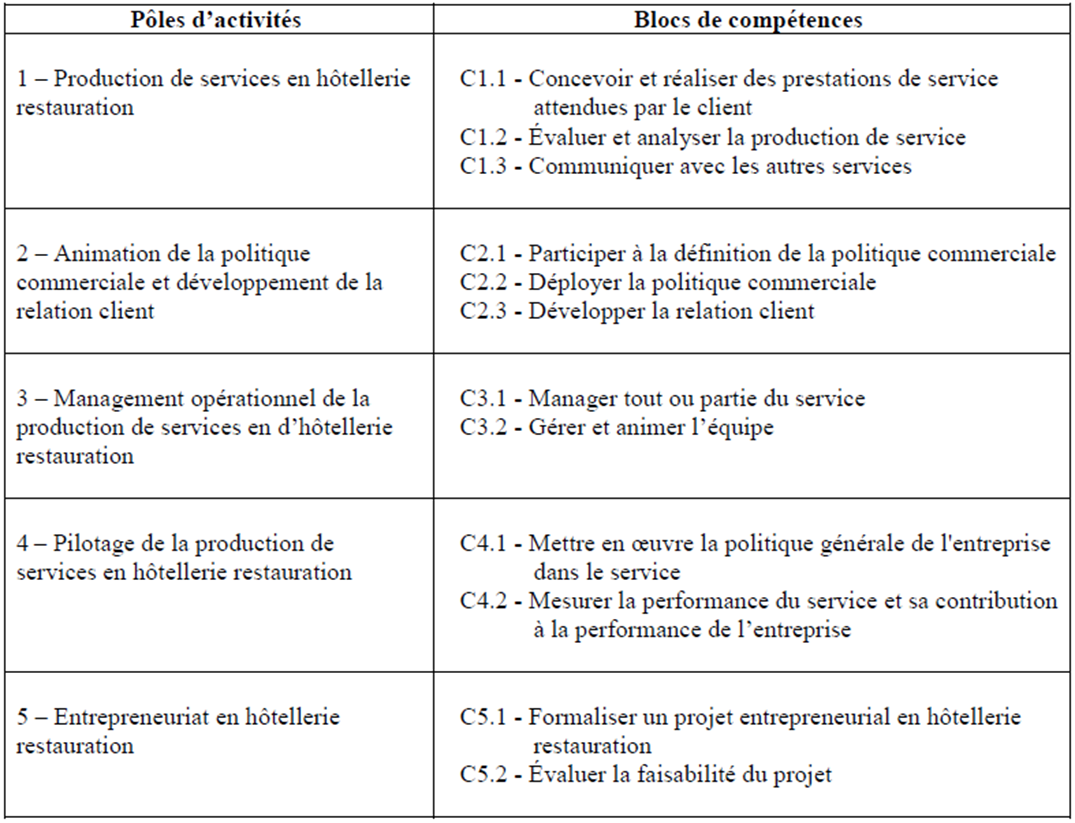 Pôles d’activités
Blocs de compétences
1 – Production de services en hôtellerie
restauration
C1.1 - Concevoir et réaliser des prestations de service
attendues par le client
C1.2 - Évaluer et analyser la production de service
C1.3 - Communiquer avec les autres services
2 – Animation de la politique
commerciale et développement de la
relation client
C2.1 - Participer à la définition de la politique commerciale
C2.2 - Déployer la politique commerciale
C2.3 - Développer la relation client
3 – Management opérationnel de la
production de services en d’hôtellerie
restauration
C3.1 - Manager tout ou partie du service
C3.2 - Gérer et animer l’équipe
4 – Pilotage de la production de
services en hôtellerie restauration
C4.1 - Mettre en œuvre la politique générale de l'entreprise
dans le service
C4.2 - Mesurer la performance du service et sa contribution
à la performance de l’entreprise
5 – Entrepreneuriat en hôtellerie
restauration
C5.1 - Formaliser un projet entrepreneurial en hôtellerie
restauration
C5.2 - Évaluer la faisabilité du projet